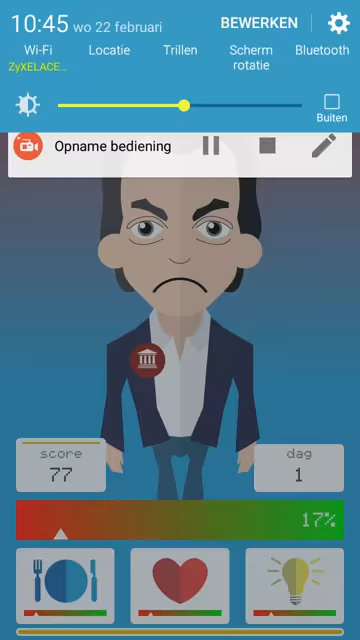 10:45 wo 22 februari BEWERKEN
Wi-Fi Locatie Trillen Scherm rotatie Bluetooth
ZyXELACE...
Buiten
Opname bediening
score dag
77 1
17%